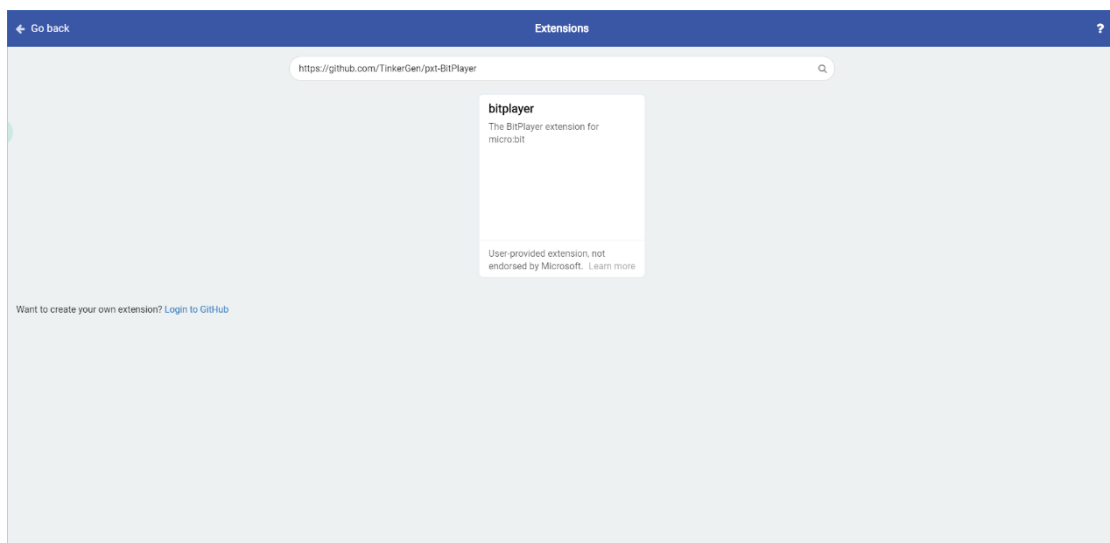 Go back
Extensions
?
https://github.com/TinkerGen/pxt-BitPlayer
bitplayer
The BitPlayer extension for
micro:bit
User-provided extension, not
endorsed by Microsoft. Learn more
Want to create your own extension? Login to GitHub